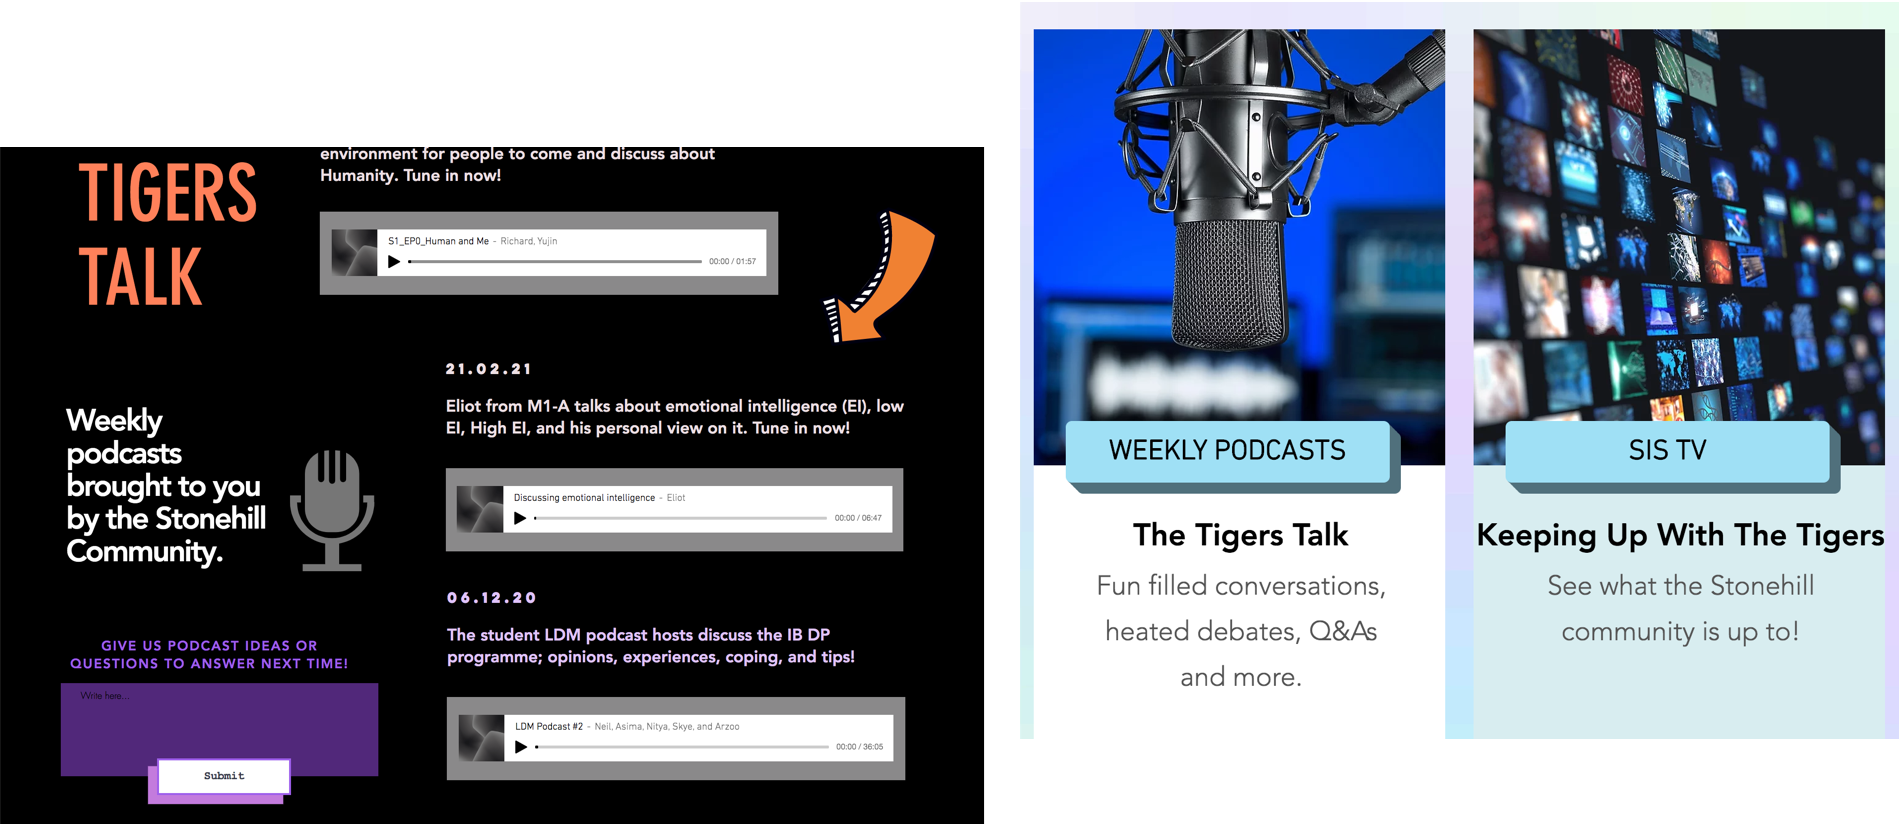 TIGERS
TALK
environment for people to come and discuss about
Humanity. Tune in now!
S1_EP0_Human and Me - Richard, Yujin
00:00 / 01:57
21.02.21
Eliot from M1-A talks about emotional intelligence (EI), low
EI, High EI, and his personal view on it. Tune in now!
Discussing emotional intelligence - Eliot
00:00 / 06:47
Weekly
podcasts
brought to you
by the Stonehill
Community.
06.12.20
The student LDM podcast hosts discuss the IB DP
programme; opinions, experiences, coping, and tips!
LDM Podcast #2 - Neil, Asima, Nitya, Skye, and Arzoo
00:00 / 36:05
GIVE US PODCAST IDEAS OR
QUESTIONS TO ANSWER NEXT TIME!
Write here...
Submit
WEEKLY PODCASTS
The Tigers Talk
Fun filled conversations,
heated debates, Q&As
and more.
SIS TV
Keeping Up With The Tigers
See what the Stonehill
community is up to!